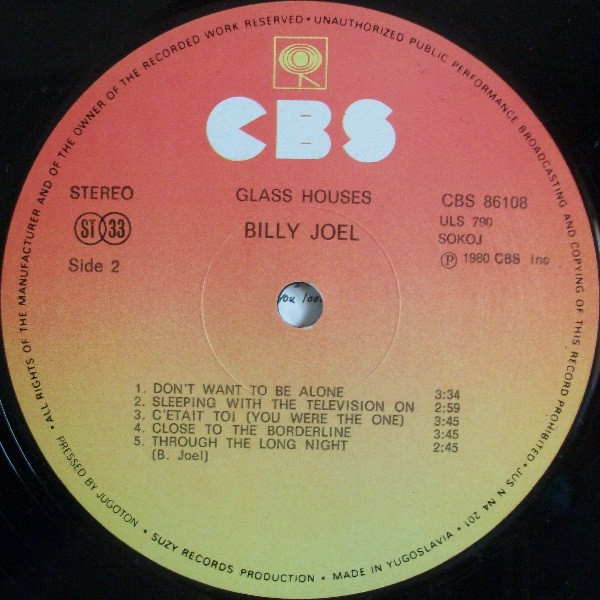 • ALL RIGHTS OF THE MANUFACTURER AND OF THE OWNER OF THE RECORDED WORK RESERVED • UNAUTHORIZED PUBLIC PERFORMANCE BROADCASTING AND COPYING OF THIS RECORD PROHIBITED • JUS N N4 201
CBS
STEREO
GLASS HOUSES
CBS 86108
ST 33
BILLY JOEL
ULS 790
SOKOJ
Side 2
Ⓟ 1980 CBS Inc
you
1. DON'T WANT TO BE ALONE 3:34
2. SLEEPING WITH THE TELEVISION ON 2:59
3. C'ETAIT TOI (YOU WERE THE ONE) 3:45
4. CLOSE TO THE BORDERLINE 3:45
5. THROUGH THE LONG NIGHT 2:45
(B. Joel)
PRESSED BY JUGOTON • SUZY RECORDS PRODUCTION • MADE IN YUGOSLAVIA •